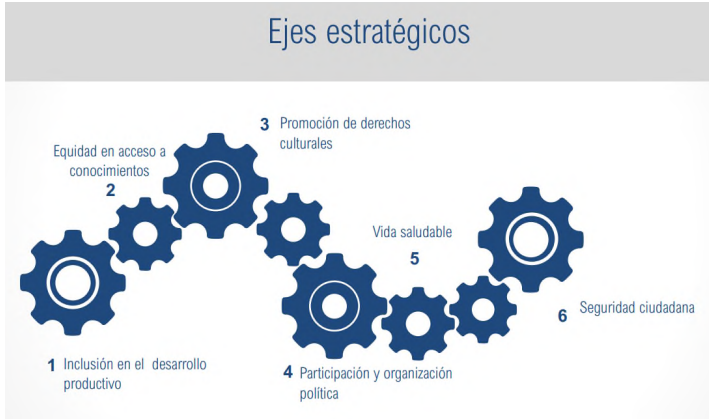 Ejes estratégicos
1 Inclusión en el desarrollo
productivo
Equidad en acceso a
conocimientos
2
3 Promoción de derechos
culturales
4 Participación y organización
política
Vida saludable
5
6 Seguridad ciudadana